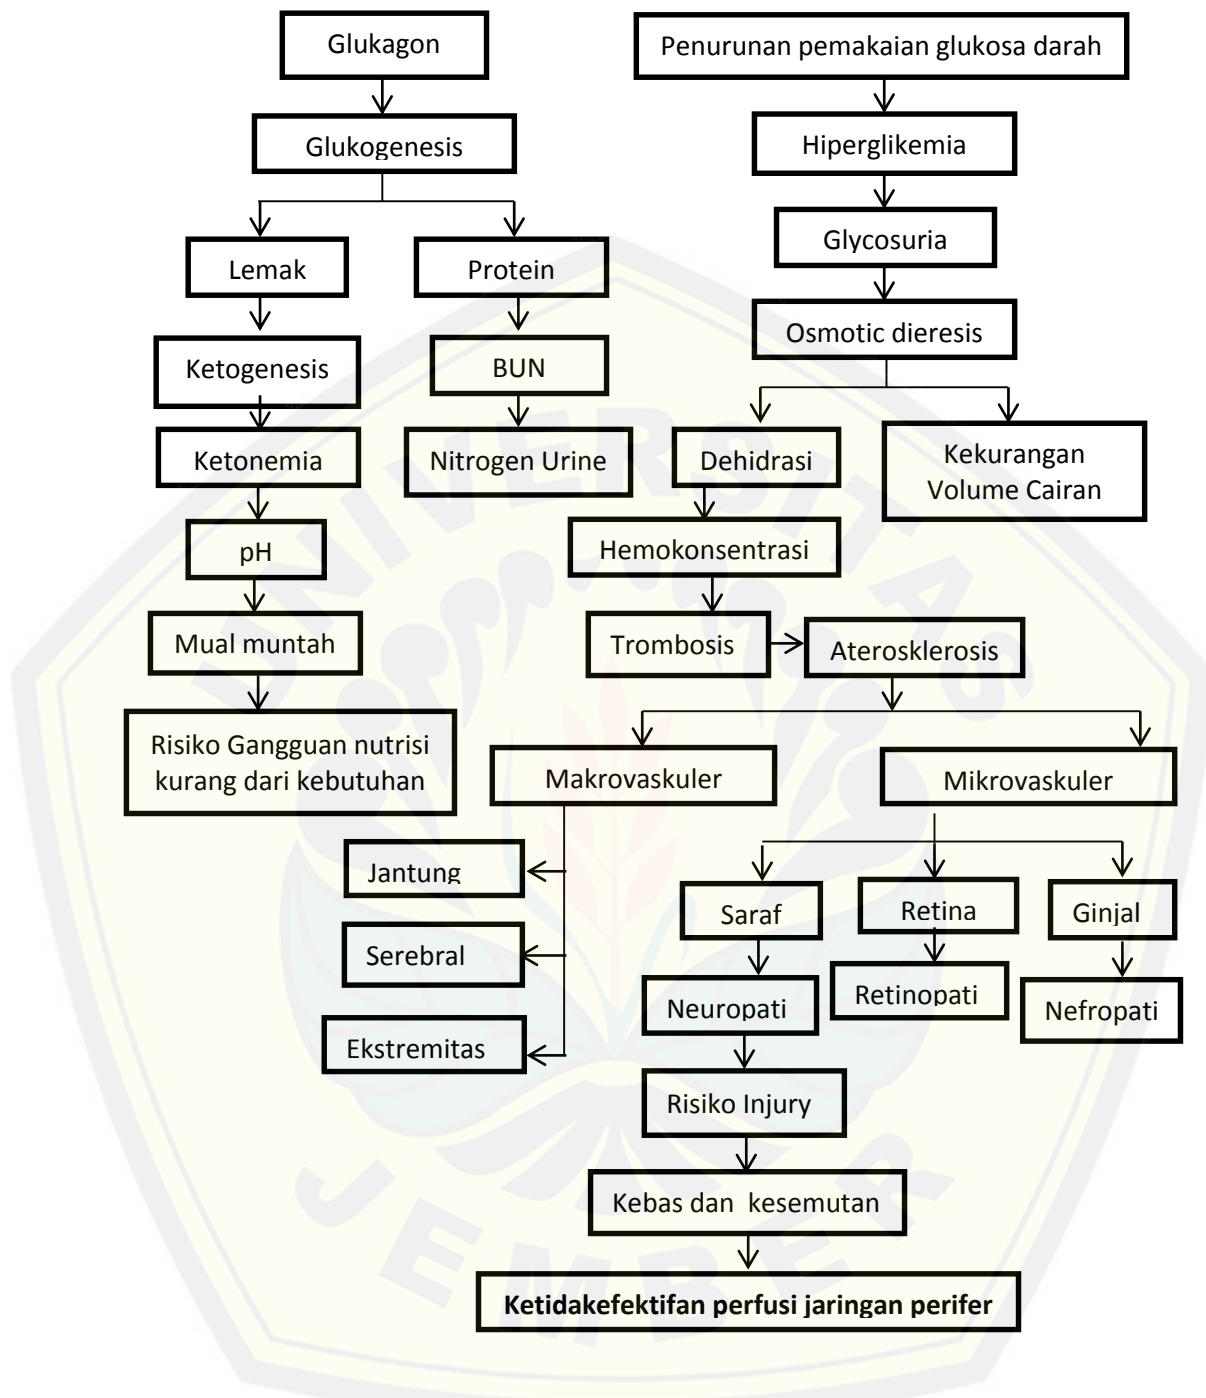 Glukagon
Penurunan pemakaian glukosa darah
Glukogenesis
Hiperglikemia
Lemak
Protein
Glycosuria
Ketogenesis
BUN
Osmotic dieresis
Ketonemia
Nitrogen Urine
Dehidrasi
Kekurangan
Volume Cairan
pH
Hemokonsentrasi
Mual muntah
Trombosis
Aterosklerosis
Risiko Gangguan nutrisi
kurang dari kebutuhan
Makrovaskuler
Mikrovaskuler
Jantung
Serebral
Ekstremitas
Saraf
Retina
Ginjal
Neuropati
Retinopati
Nefropati
Risiko Injury
Kebas dan  kesemutan
Ketidakefektifan perfusi jaringan perifer
UNIVERSITAS
JEMBER